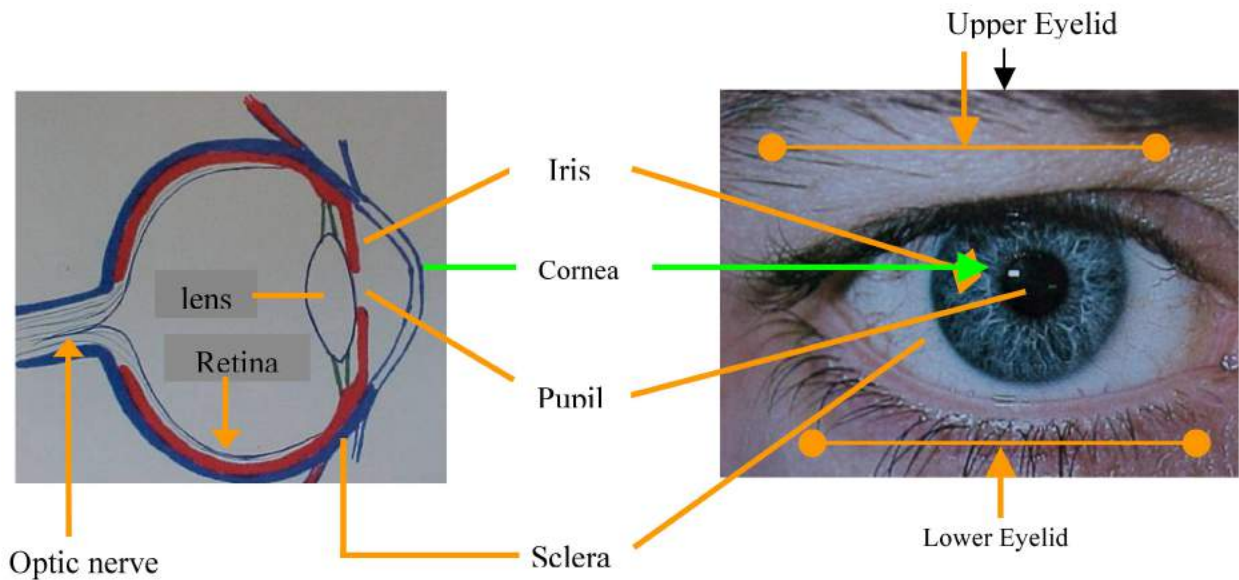 Upper Eyelid
Iris
Cornea
lens
Retina
Pupil
Optic nerve
Sclera
Lower Eyelid